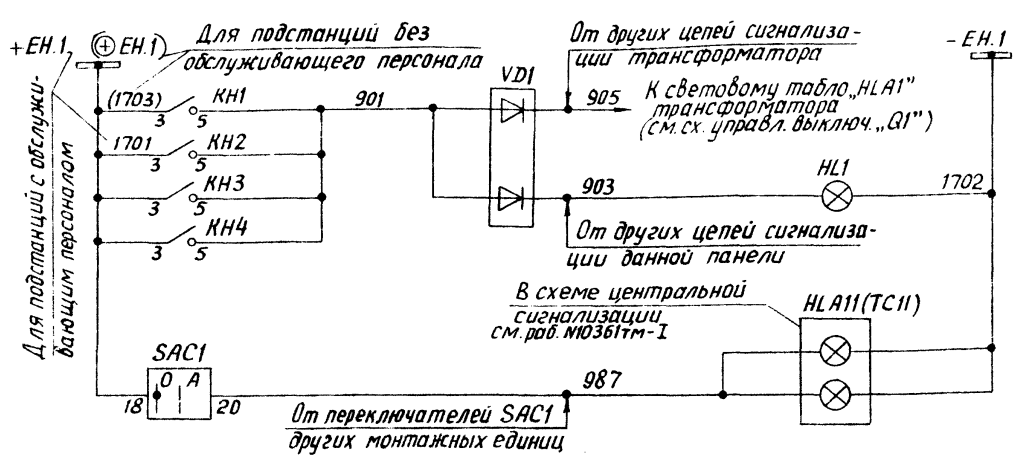 +ЕН.1
(+) ЕН.1)
Для подстанций без
обслуживающего персонала
От других цепей сигнализа-
ции трансформатора
- ЕН.1
VD1
(1703)
КН1
3
5
901
905
К световому табло „HLA1"
трансформатора
(см.сх. управл. выключ. „Q1")
1701
КН2
3
5
КН3
3
5
903
HL1
1702
КН4
3
5
От других цепей сигнализа-
ции данной панели
Для подстанций с обслужи-
вающим персоналом
В схеме центральной
сигнализации
см. раб. N10361тм-I
HLA11(ТС11)
SAC1
О А
18
20
987
От переключателей SAC1
других монтажных единиц